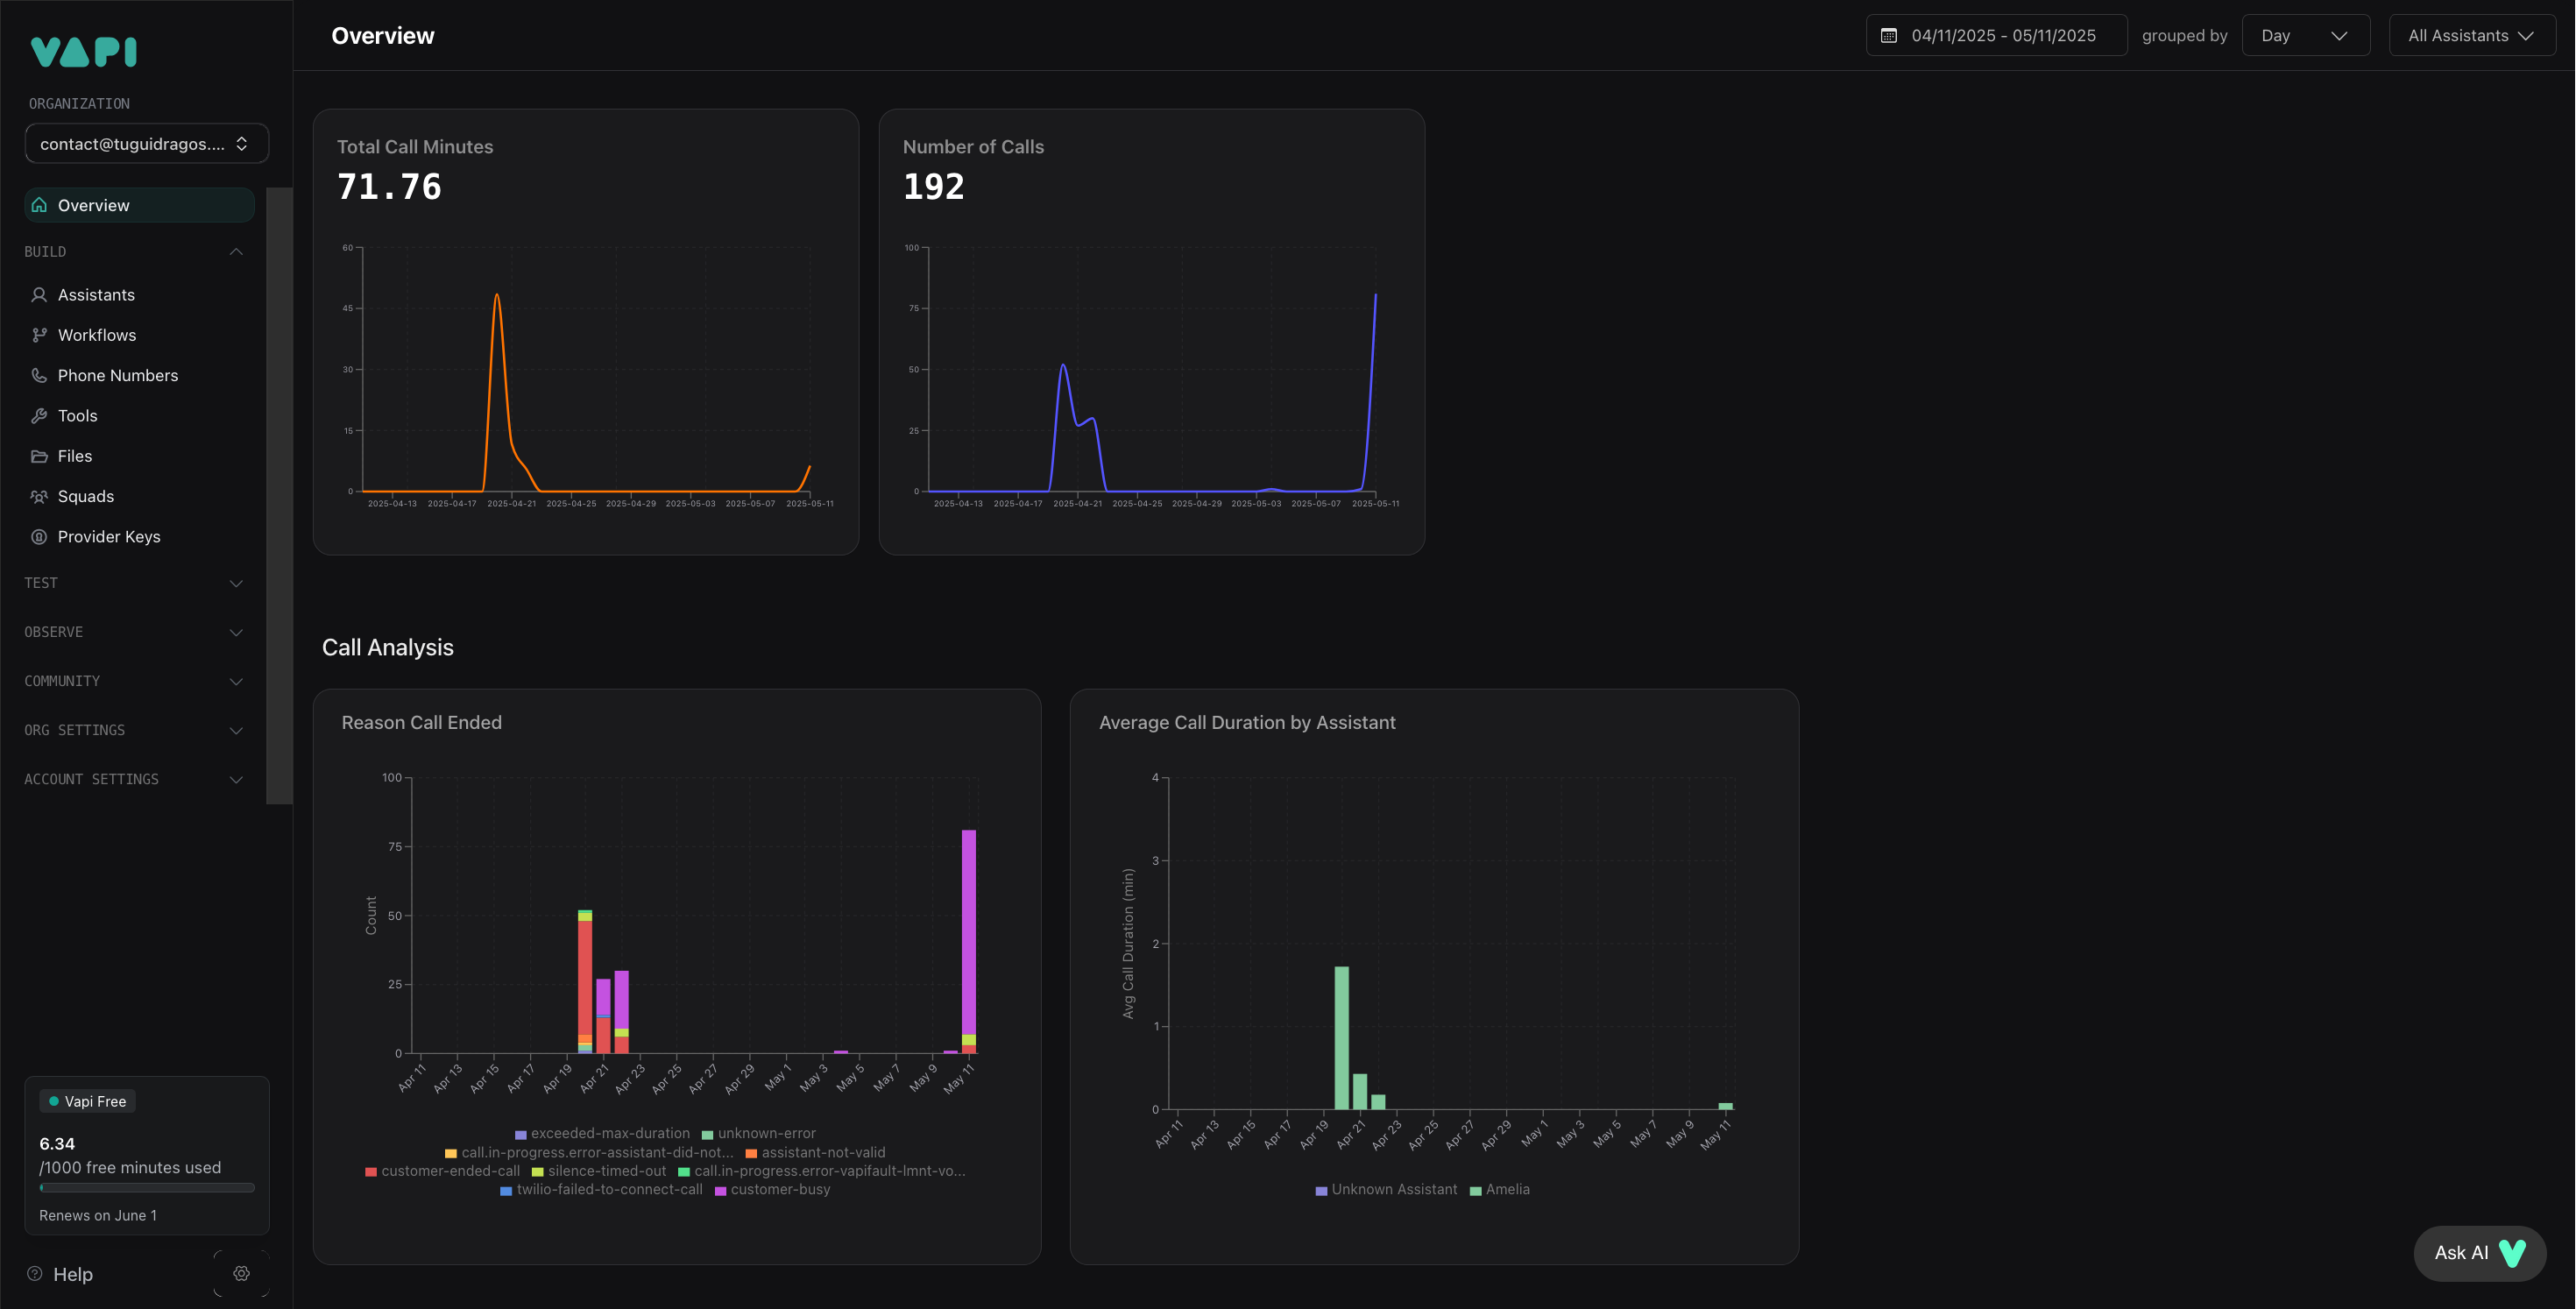 VAPI
ORGANIZATION
contact@tuguidragos....
Overview
BUILD
Assistants
Workflows
Phone Numbers
Tools
Files
Squads
Provider Keys
TEST
OBSERVE
COMMUNITY
ORG SETTINGS
ACCOUNT SETTINGS
Vapi Free
6.34
/1000 free minutes used
Renews on June 1
Help
Overview
04/11/2025 - 05/11/2025 grouped by Day All Assistants
Total Call Minutes
71.76
60
45
30
15
0
2025-04-13 2025-04-17 2025-04-21 2025-04-25 2025-04-29 2025-05-03 2025-05-07 2025-05-11
Number of Calls
192
100
75
50
25
0
2025-04-13 2025-04-17 2025-04-21 2025-04-25 2025-04-29 2025-05-03 2025-05-07 2025-05-11
Call Analysis
Reason Call Ended
Count
100
75
50
25
0
Apr 11 Apr 13 Apr 15 Apr 17 Apr 19 Apr 21 Apr 23 Apr 25 Apr 27 Apr 29 May 1 May 3 May 5 May 7 May 9 May 11
exceeded-max-duration unknown-error
call.in-progress.error-assistant-did-not... assistant-not-valid
customer-ended-call silence-timed-out call.in-progress.error-vapifault-lmnt-vo...
twilio-failed-to-connect-call customer-busy
Average Call Duration by Assistant
Avg Call Duration (min)
4
3
2
1
0
Apr 11 Apr 13 Apr 15 Apr 17 Apr 19 Apr 21 Apr 23 Apr 25 Apr 27 Apr 29 May 1 May 3 May 5 May 7 May 9 May 11
Unknown Assistant Amelia
Ask AI